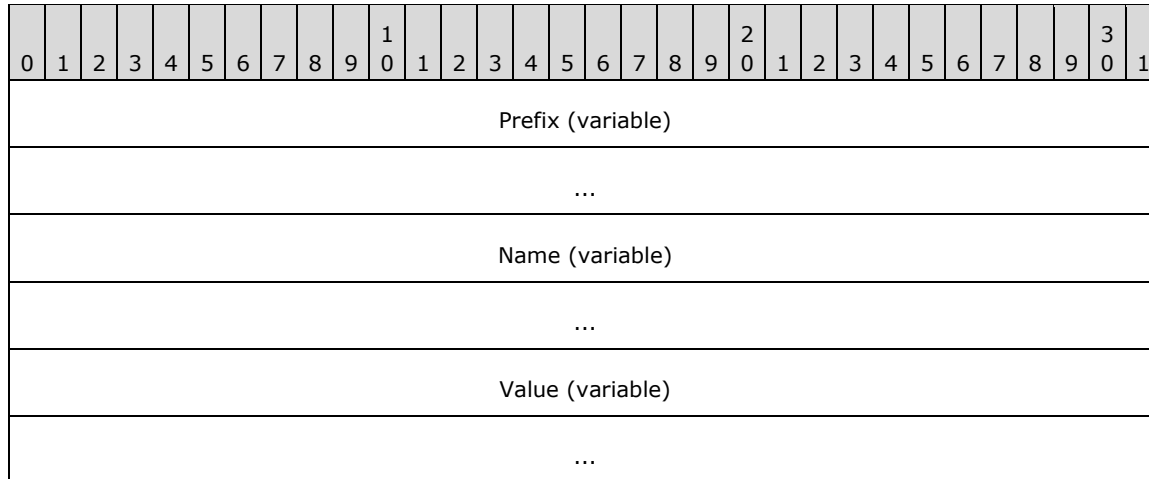 1 2 3
0 1 2 3 4 5 6 7 8 9 0 1 2 3 4 5 6 7 8 9 0 1 2 3 4 5 6 7 8 9 0 1
Prefix (variable)
...
Name (variable)
...
Value (variable)
...